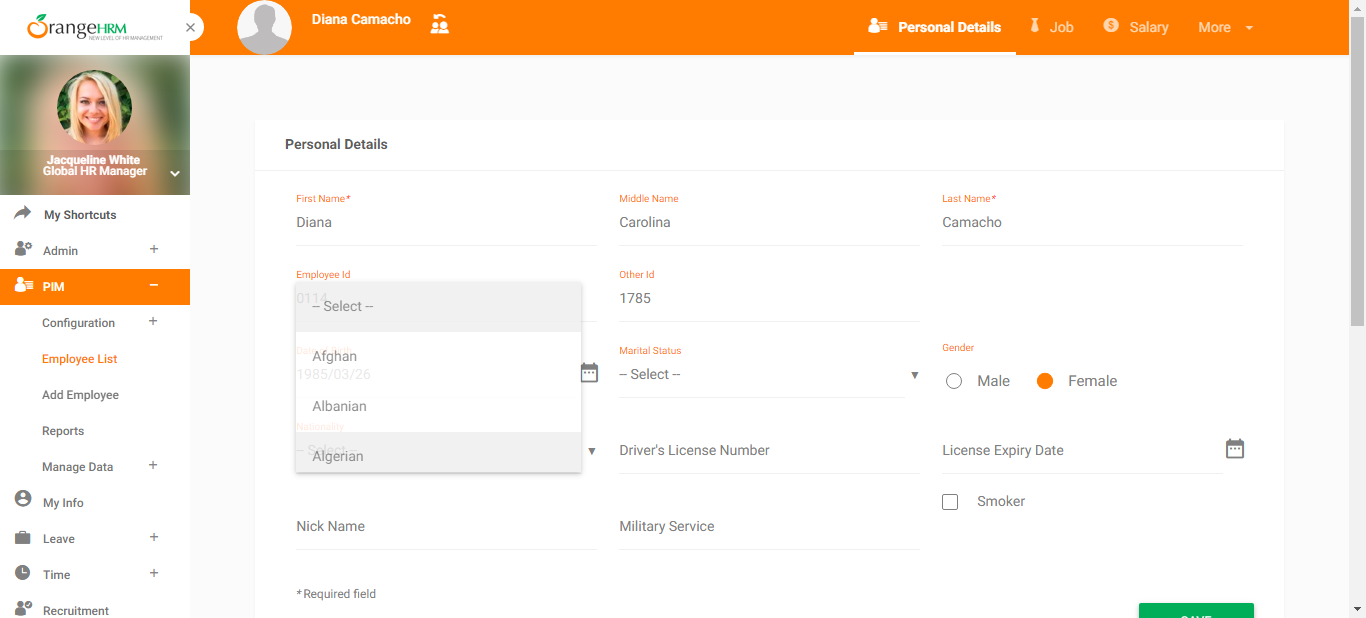 OrangeHRM
NEW LEVEL OF HR MANAGEMENT
Diana Camacho
Personal Details
Job
Salary
More
Jacqueline White
Global HR Manager
My Shortcuts
Admin
PIM
Configuration
Employee List
Add Employee
Reports
Manage Data
My Info
Leave
Time
Recruitment
Personal Details
First Name*
Middle Name
Last Name*
Diana
Carolina
Camacho
Employee Id
Other Id
0114
1785
-- Select --
Afghan
Albanian
Algerian
1985/03/26
Marital Status
-- Select --
Gender
Male
Female
Nationality
-- Select --
Driver's License Number
License Expiry Date
Smoker
Nick Name
Military Service
* Required field
SAVE